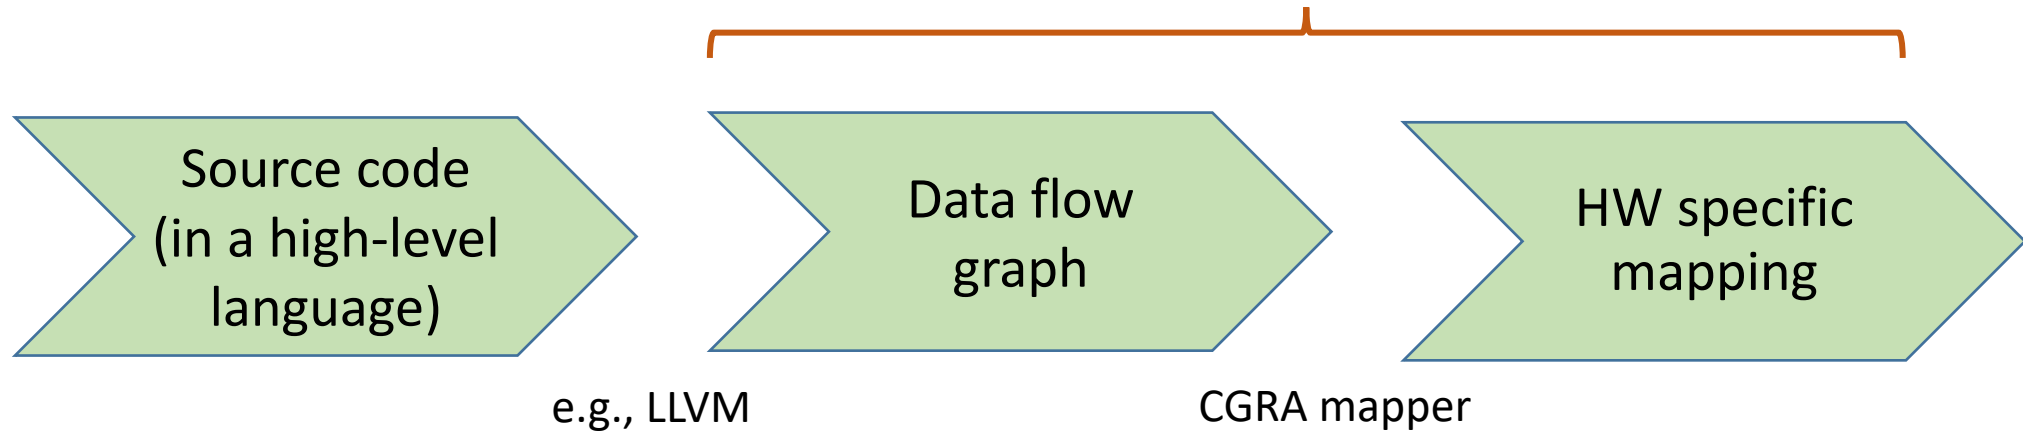 Source code
(in a high-level
language)
Data flow
graph
HW specific
mapping
e.g., LLVM
CGRA mapper